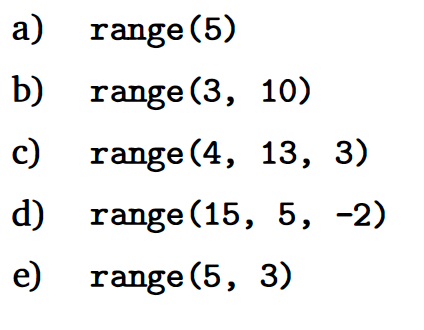 a) range(5)
b) range(3, 10)
c) range(4, 13, 3)
d) range(15, 5, -2)
e) range(5, 3)